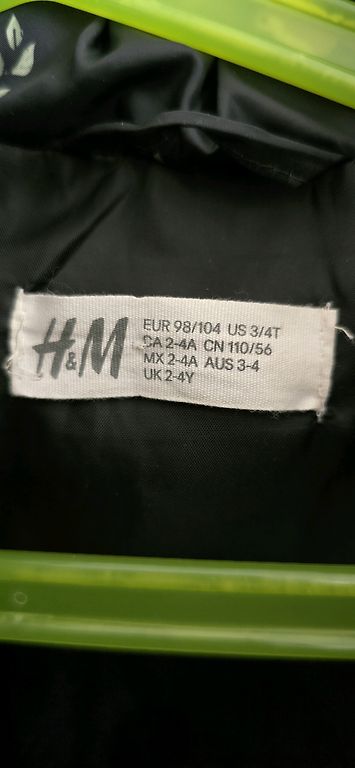 H&M
EUR 98/104 US 3/4T
CA 2-4A CN 110/56
MX 2-4A AUS 3-4
UK 2-4Y